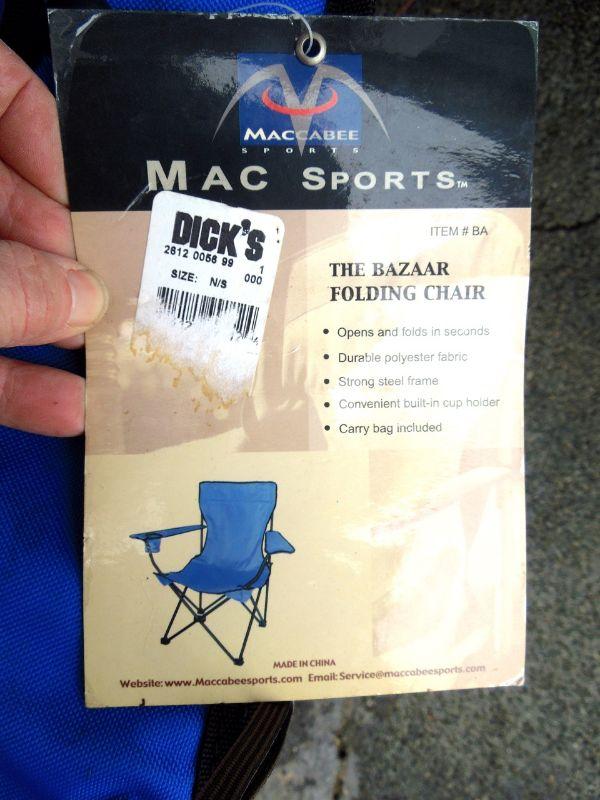 MACCABEE
SPORTS
MAC SPORTS™
DICK'S
2612 0056 99 1
SIZE: N/S 000
ITEM # BA
THE BAZAAR
FOLDING CHAIR
• Opens and folds in seconds
• Durable polyester fabric
• Strong steel frame
• Convenient built-in cup holder
• Carry bag included
MADE IN CHINA
Website: www.Maccabeesports.com Email: Service@maccabeesports.com